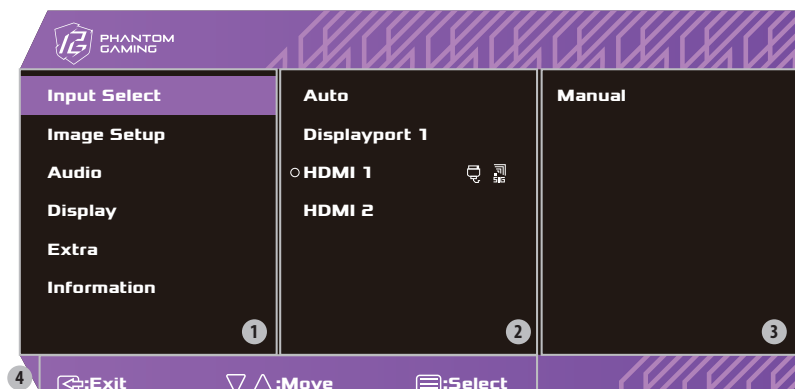 PHANTOM
GAMING
Input Select
Image Setup
Audio
Display
Extra
Information
1
Auto
Displayport 1
HDMI 1 SIG
HDMI 2
2
Manual
3
4
:Exit :Move :Select